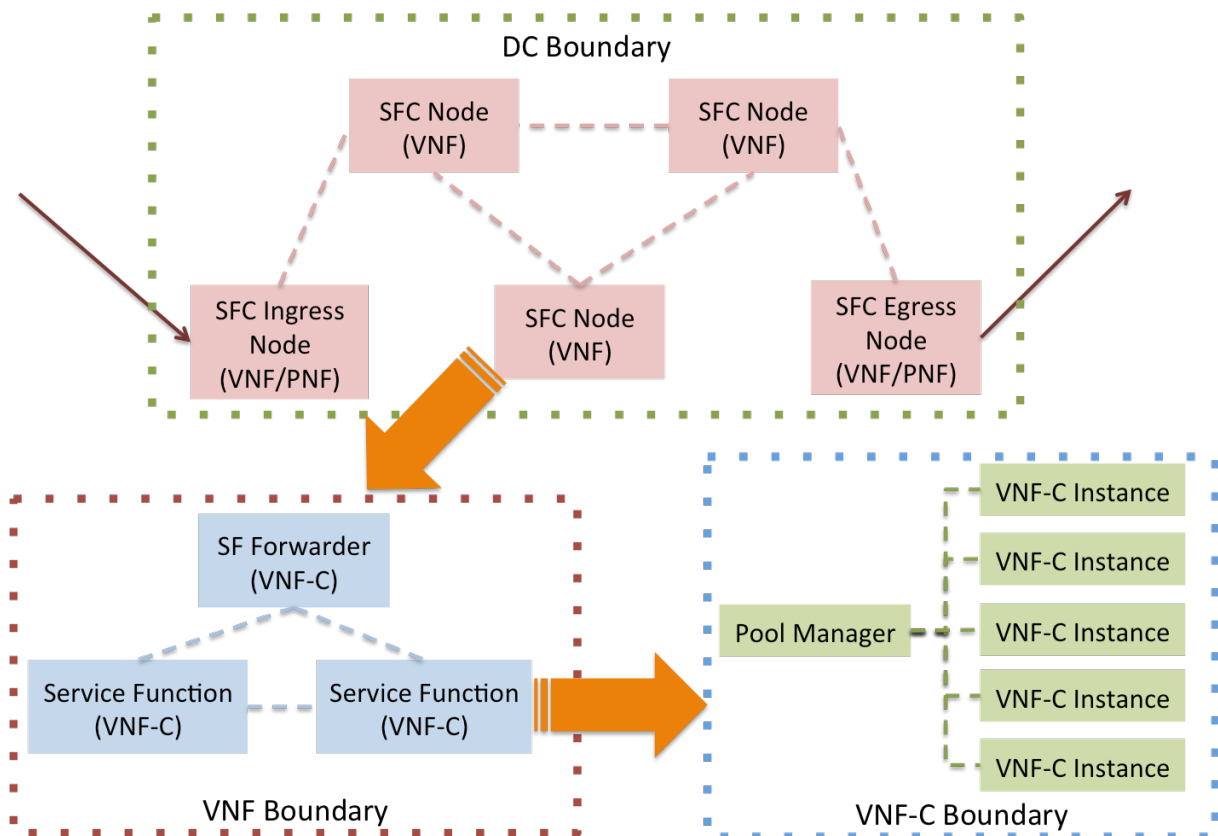 DC Boundary
SFC Node
(VNF)
SFC Node
(VNF)
SFC Ingress
Node
(VNF/PNF)
SFC Node
(VNF)
SFC Egress
Node
(VNF/PNF)
SF Forwarder
(VNF-C)
Service Function
(VNF-C)
Service Function
(VNF-C)
VNF Boundary
Pool Manager
VNF-C Instance
VNF-C Instance
VNF-C Instance
VNF-C Instance
VNF-C Instance
VNF-C Boundary